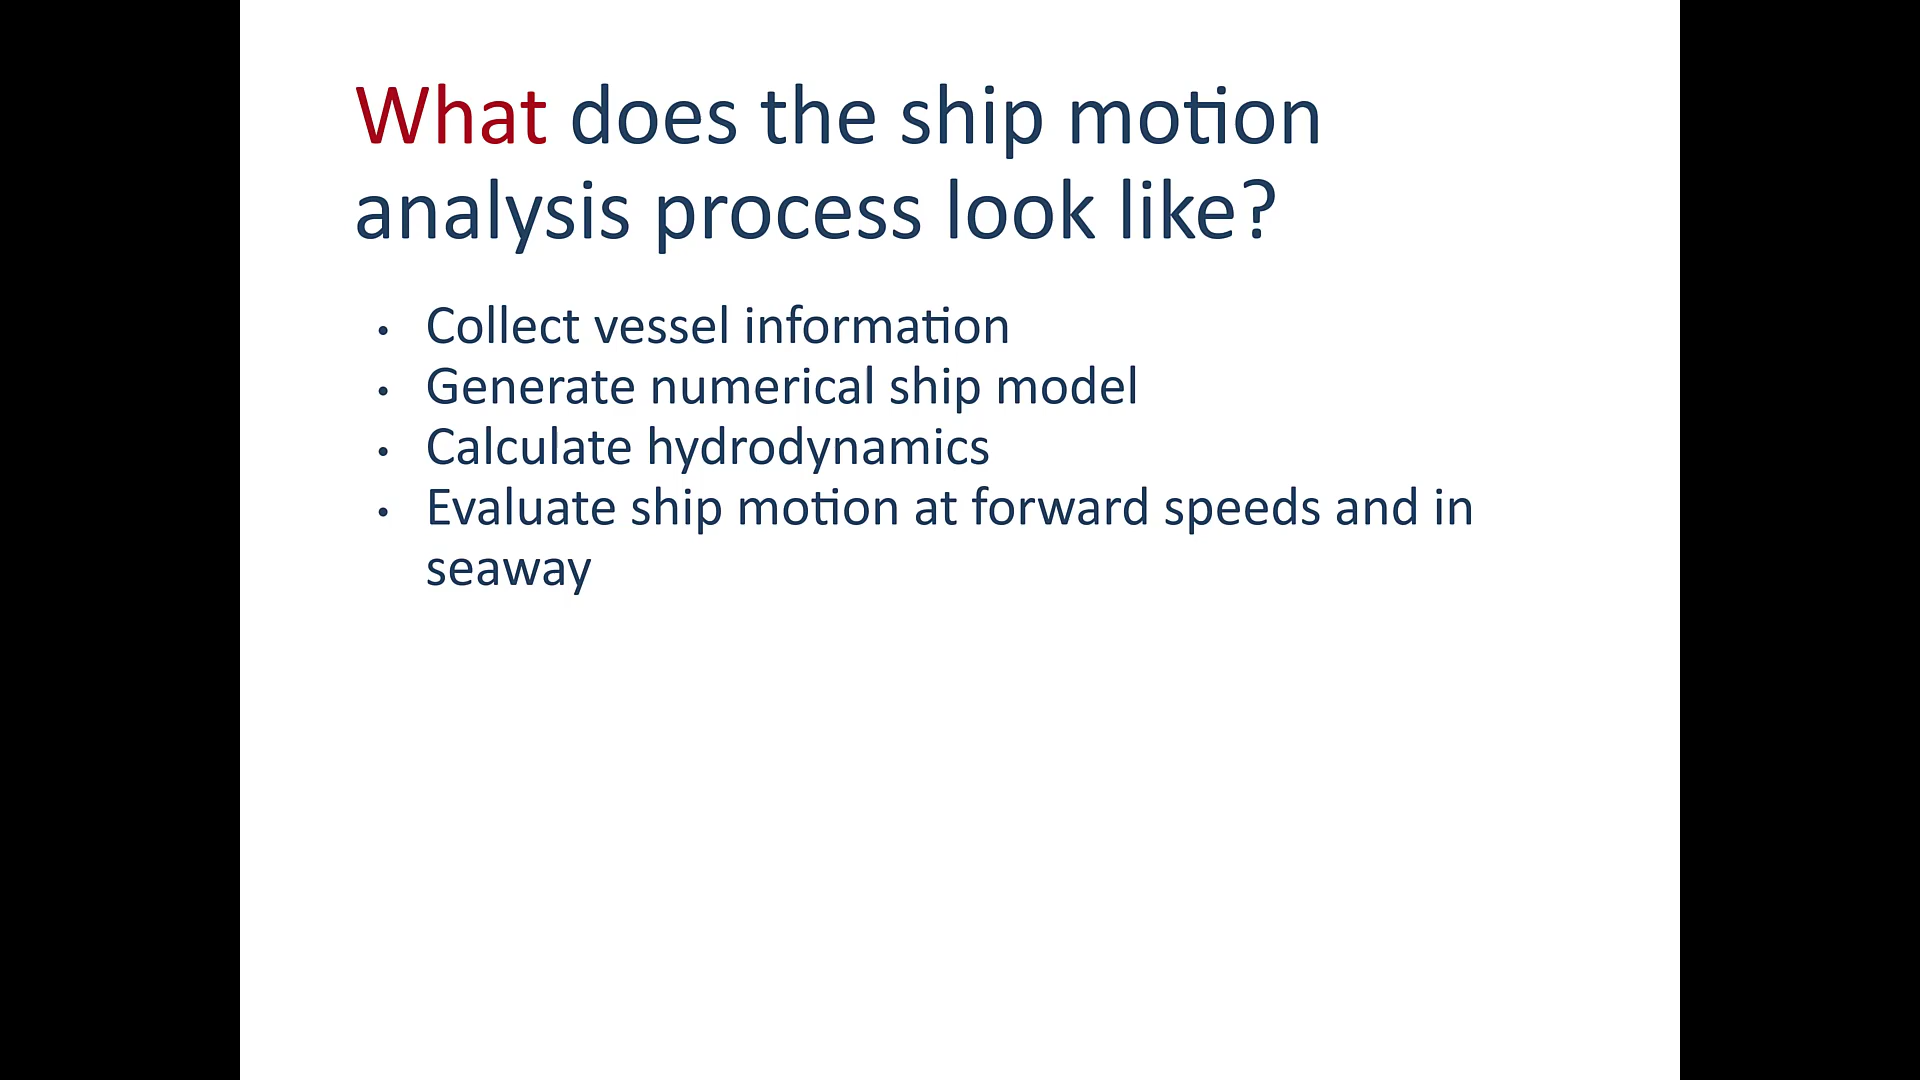 What does the ship motion
analysis process look like?
• Collect vessel information
• Generate numerical ship model
• Calculate hydrodynamics
• Evaluate ship motion at forward speeds and in
seaway